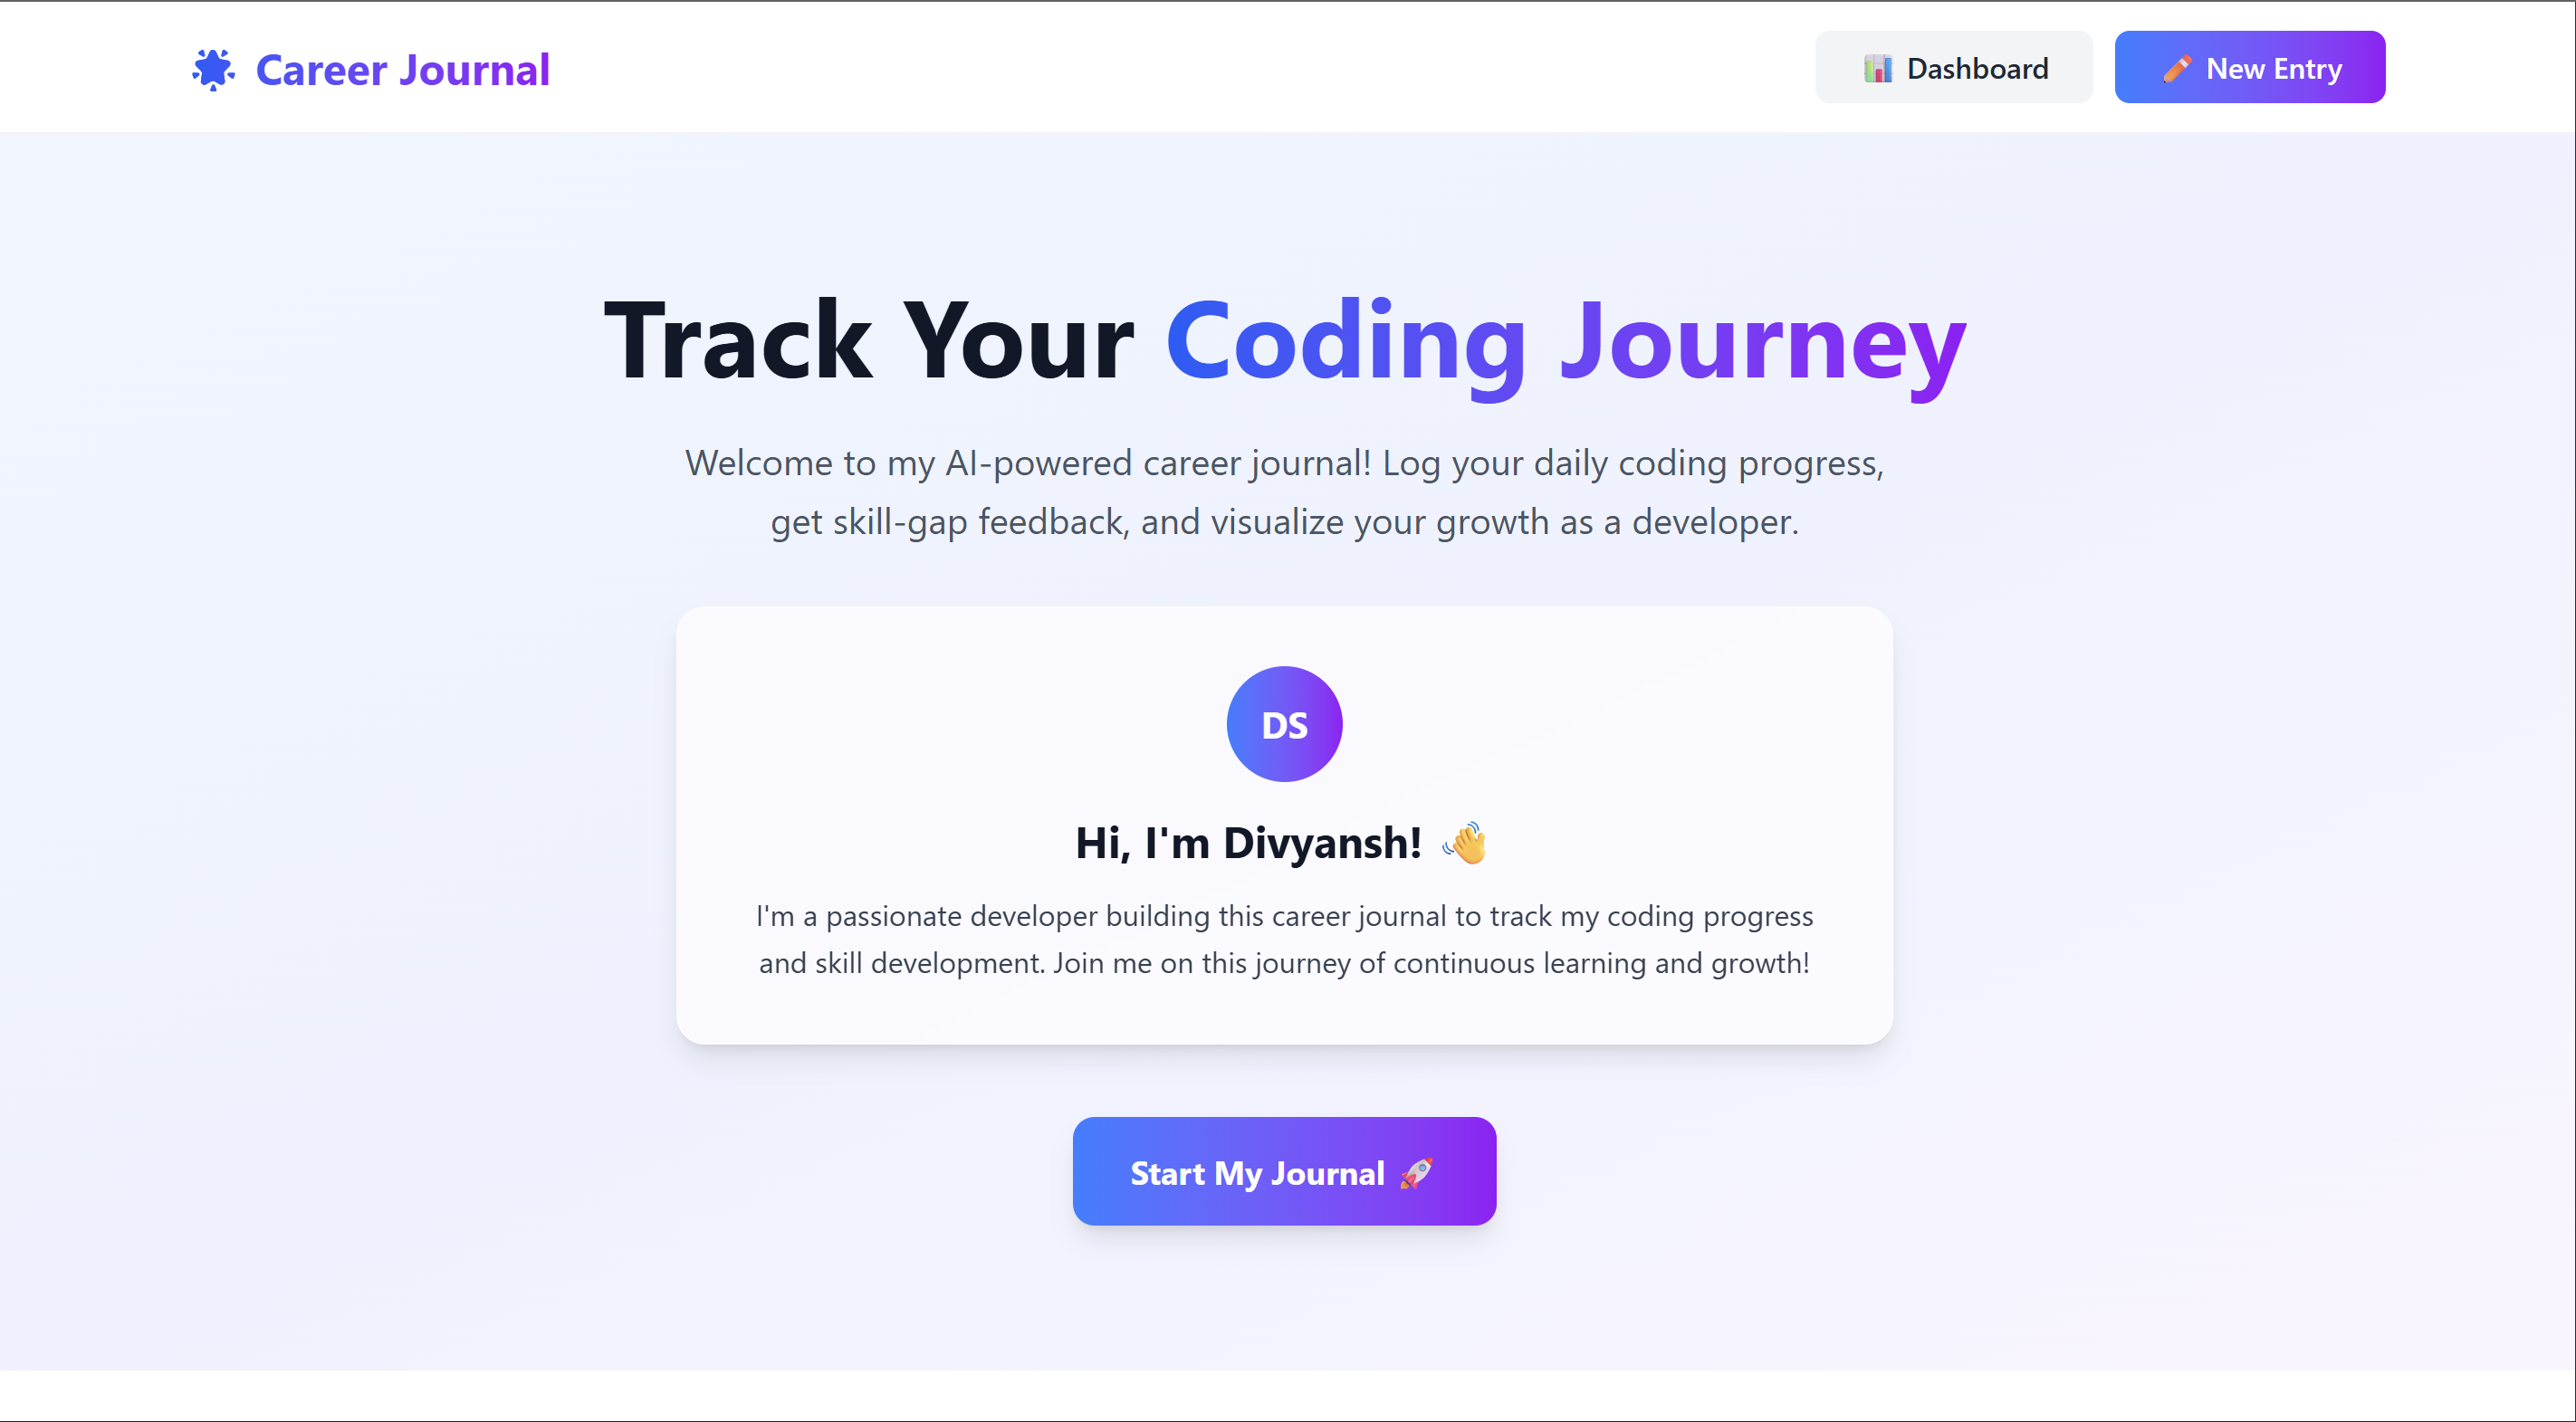 Career Journal
📊 Dashboard
✏️ New Entry
Track Your Coding Journey
Welcome to my AI-powered career journal! Log your daily coding progress,
get skill-gap feedback, and visualize your growth as a developer.
DS
Hi, I'm Divyansh! 👋
I'm a passionate developer building this career journal to track my coding progress
and skill development. Join me on this journey of continuous learning and growth!
Start My Journal 🚀